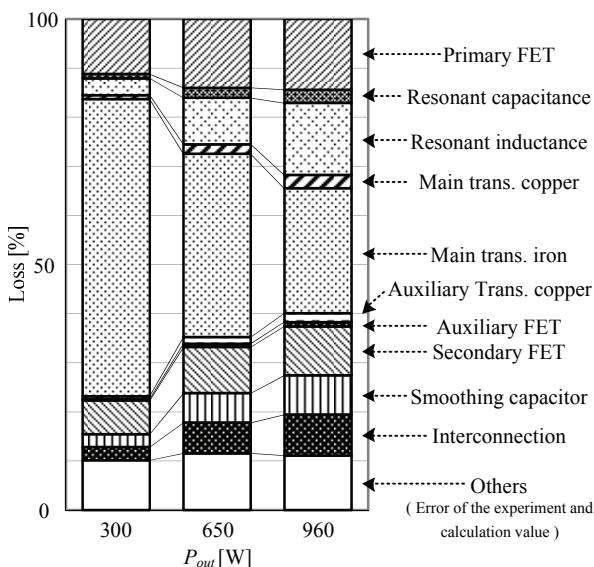 100
50
0
Loss [%]
300
650
960
P_out [W]
Primary FET
Resonant capacitance
Resonant inductance
Main trans. copper
Main trans. iron
Auxiliary Trans. copper
Auxiliary FET
Secondary FET
Smoothing capacitor
Interconnection
Others
( Error of the experiment and
calculation value )